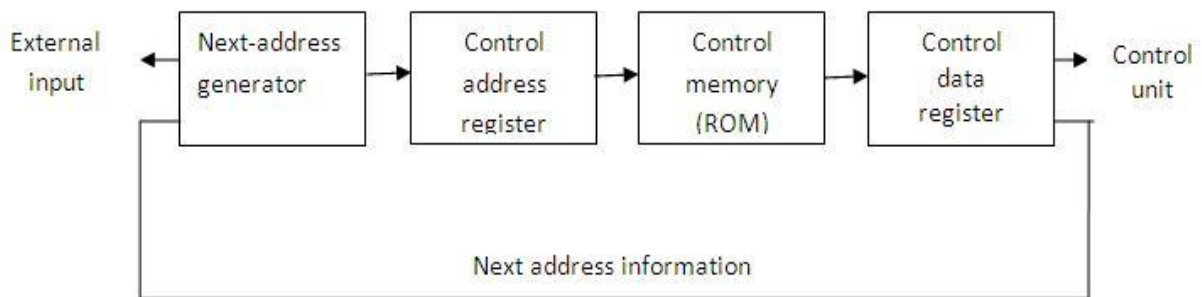 External
input
Next-address
generator
Control
address
register
Control
memory
(ROM)
Control
data
register
Control
unit
Next address information